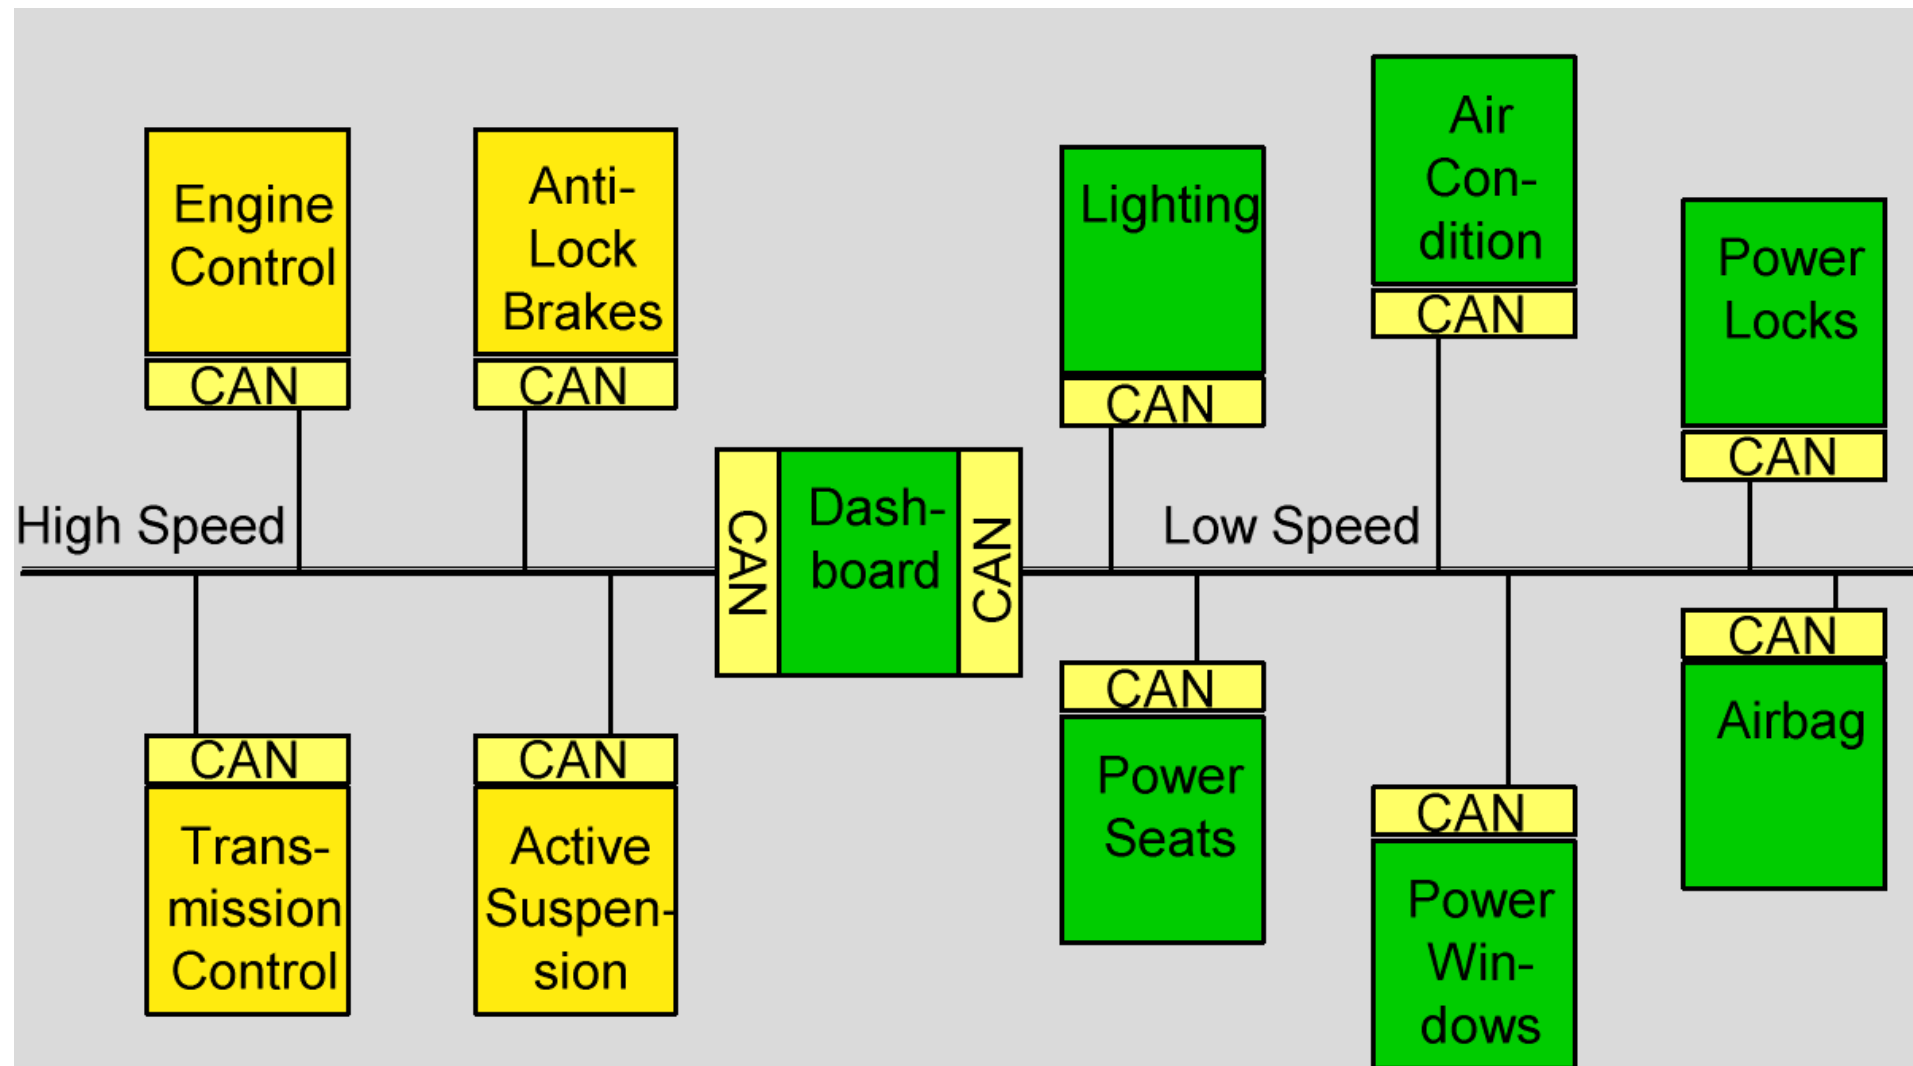 Engine
Control
CAN
Anti-
Lock
Brakes
CAN
Lighting
CAN
Air
Con-
dition
CAN
Power
Locks
CAN
High Speed
CAN
Dash-
board
CAN
Low Speed
CAN
Trans-
mission
Control
CAN
Active
Suspen-
sion
CAN
Power
Seats
CAN
Power
Win-
dows
CAN
Airbag